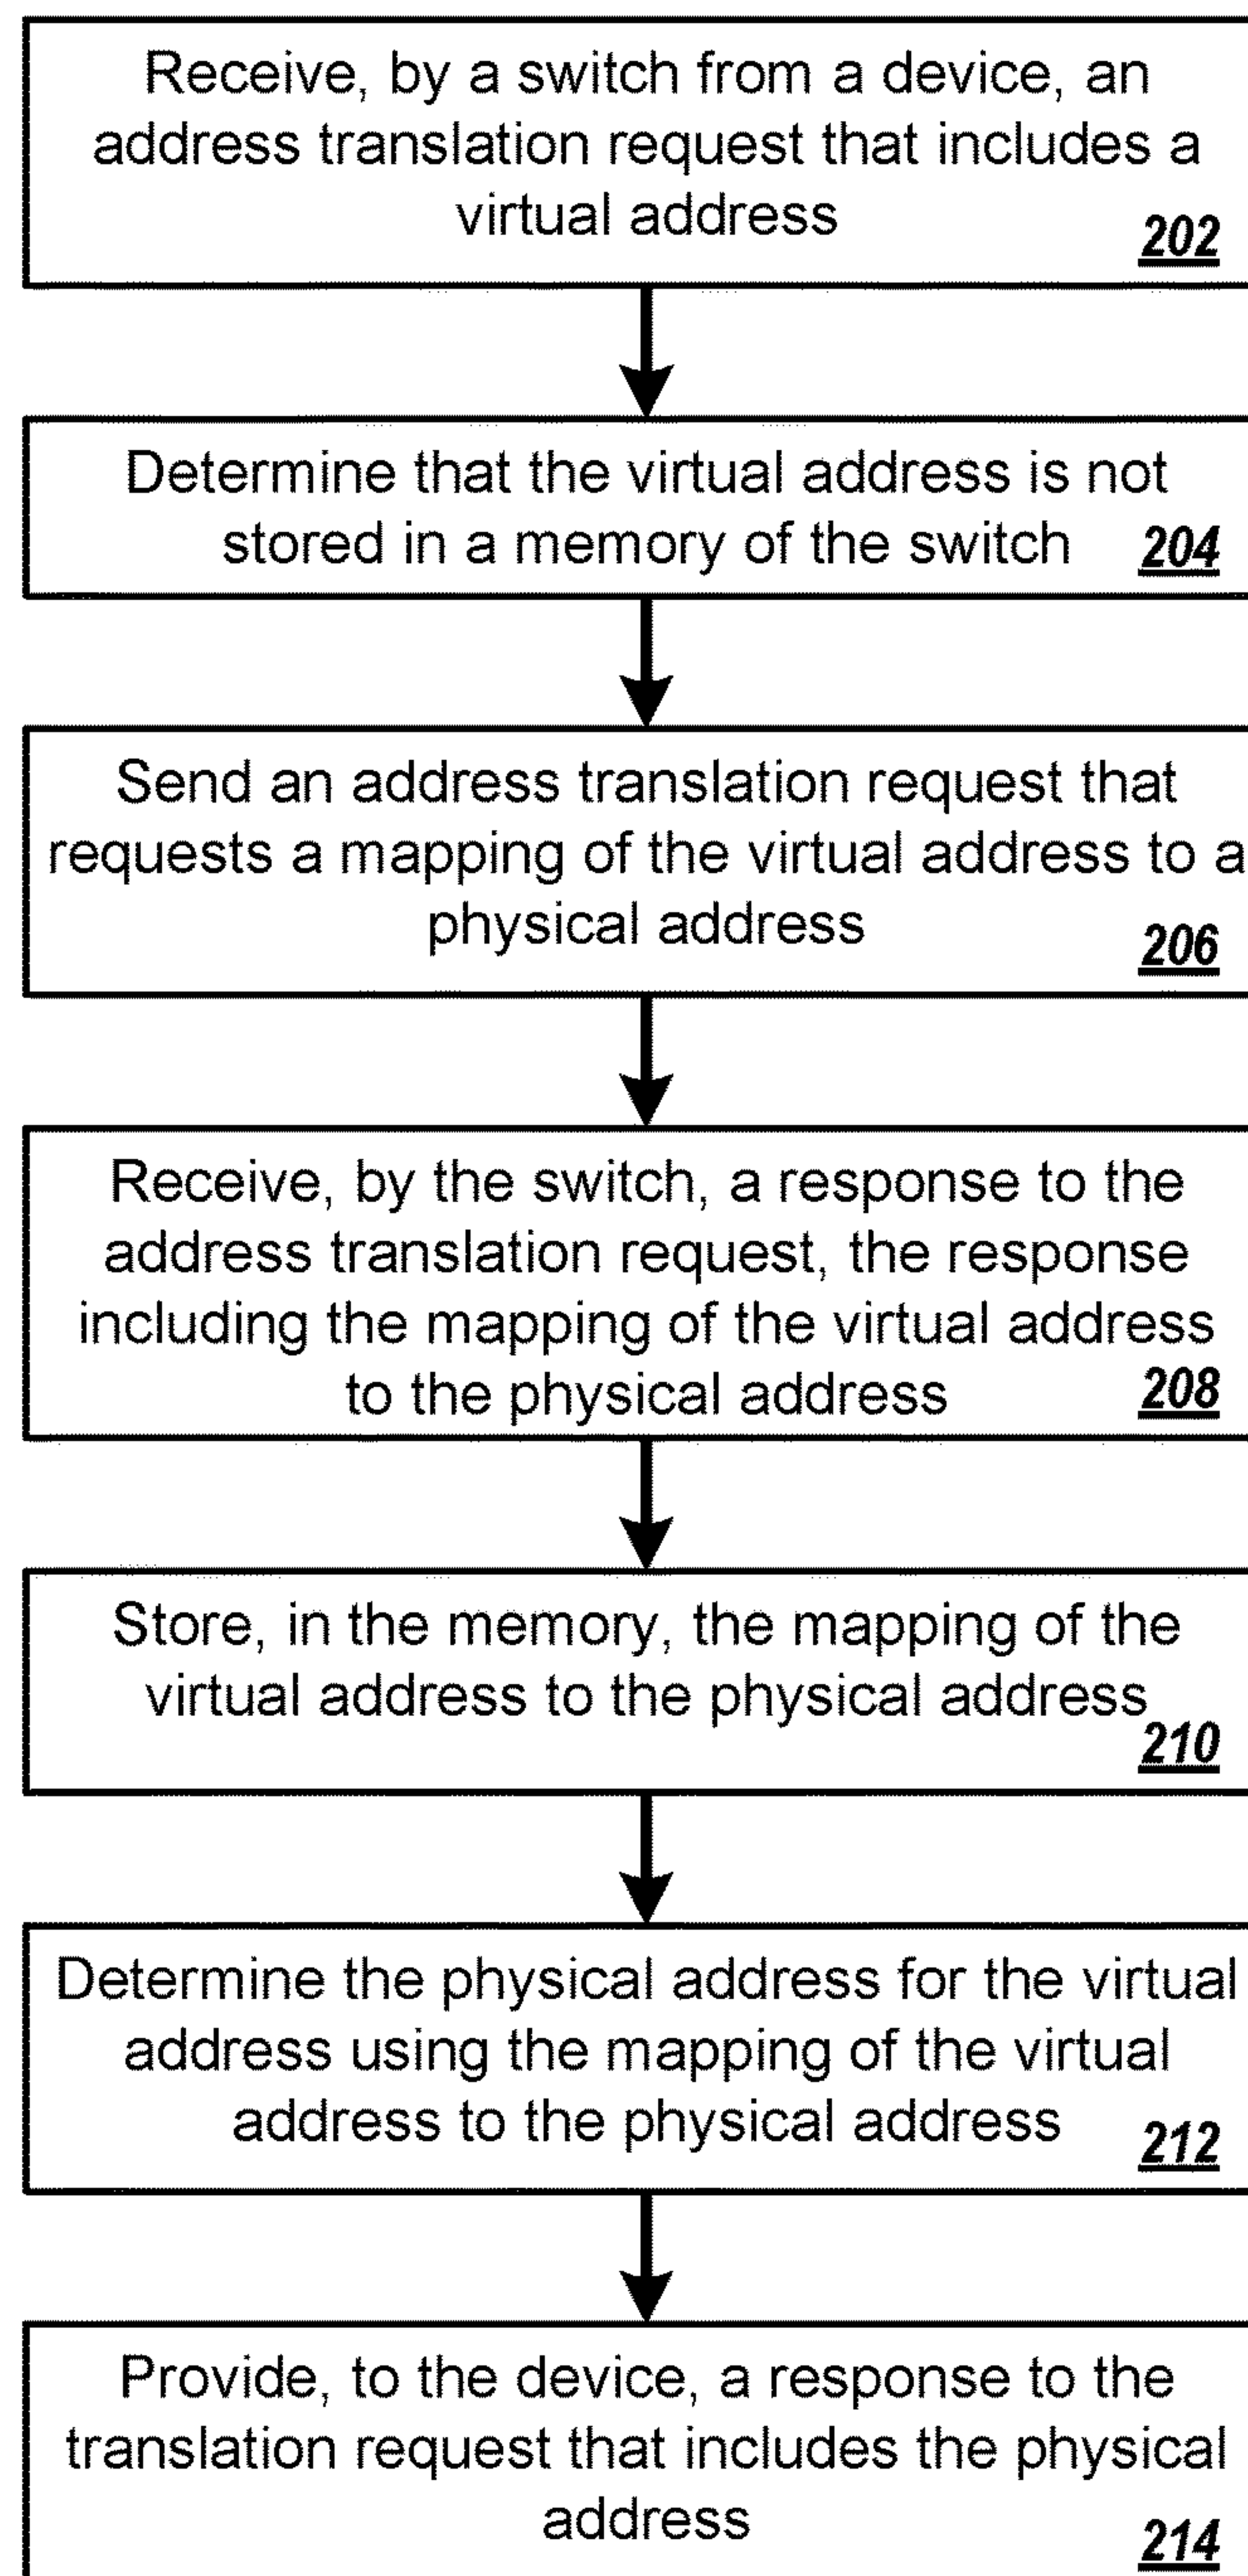 Receive, by a switch from a device, an
address translation request that includes a
virtual address
202
Determine that the virtual address is not
stored in a memory of the switch
204
Send an address translation request that
requests a mapping of the virtual address to a
physical address
206
Receive, by the switch, a response to the
address translation request, the response
including the mapping of the virtual address
to the physical address
208
Store, in the memory, the mapping of the
virtual address to the physical address
210
Determine the physical address for the virtual
address using the mapping of the virtual
address to the physical address
212
Provide, to the device, a response to the
translation request that includes the physical
address
214